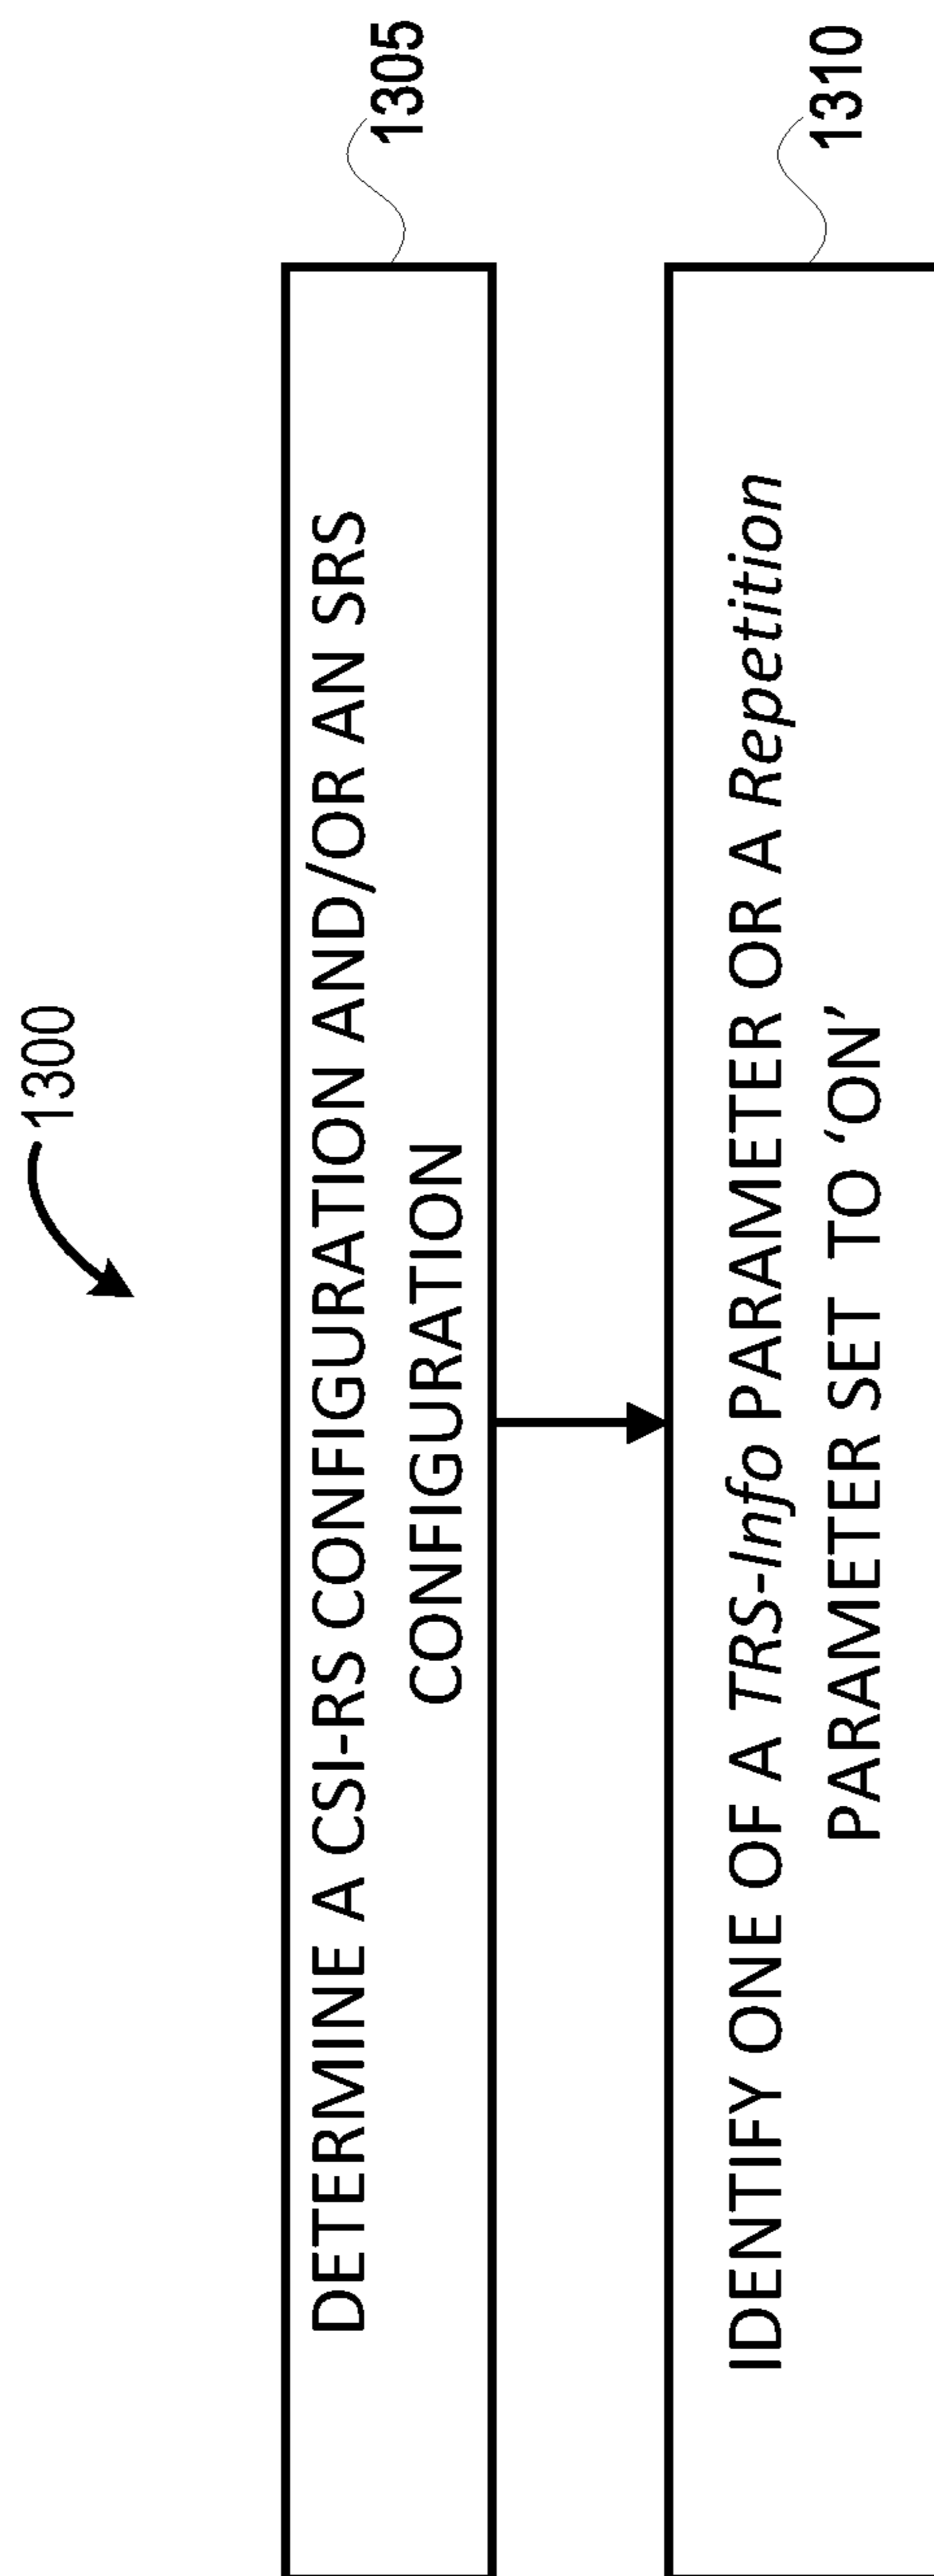 1300
DETERMINE A CSI-RS CONFIGURATION AND/OR AN SRS
CONFIGURATION
1305
IDENTIFY ONE OF A TRS-Info PARAMETER OR A Repetition
PARAMETER SET TO ‘ON’
1310